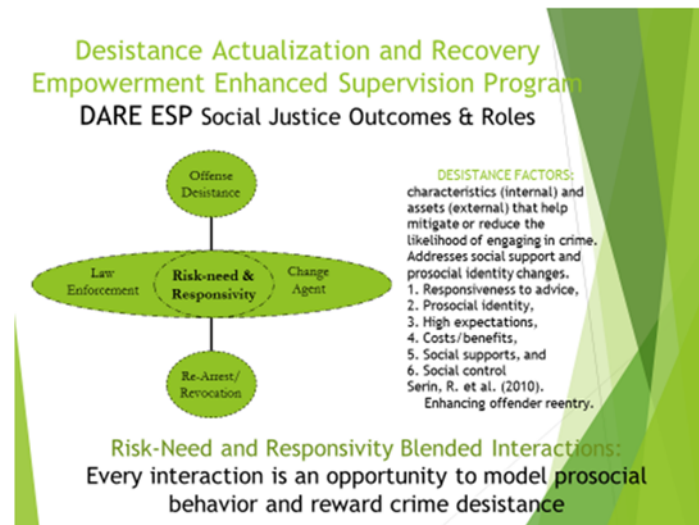 Desistance Actualization and Recovery
Empowerment Enhanced Supervision Program
DARE ESP Social Justice Outcomes & Roles
Offense
Desistance
Law
Enforcement
Risk-need &
Responsivity
Change
Agent
Re-Arrest/
Revocation
DESISTANCE FACTORS:
characteristics (internal) and
assets (external) that help
mitigate or reduce the
likelihood of engaging in crime.
Addresses social support and
prosocial identity changes.
1. Responsiveness to advice,
2. Prosocial identity,
3. High expectations,
4. Costs/benefits,
5. Social supports, and
6. Social control
Serin, R. et al. (2010).
Enhancing offender reentry.
Risk-Need and Responsivity Blended Interactions:
Every interaction is an opportunity to model prosocial
behavior and reward crime desistance